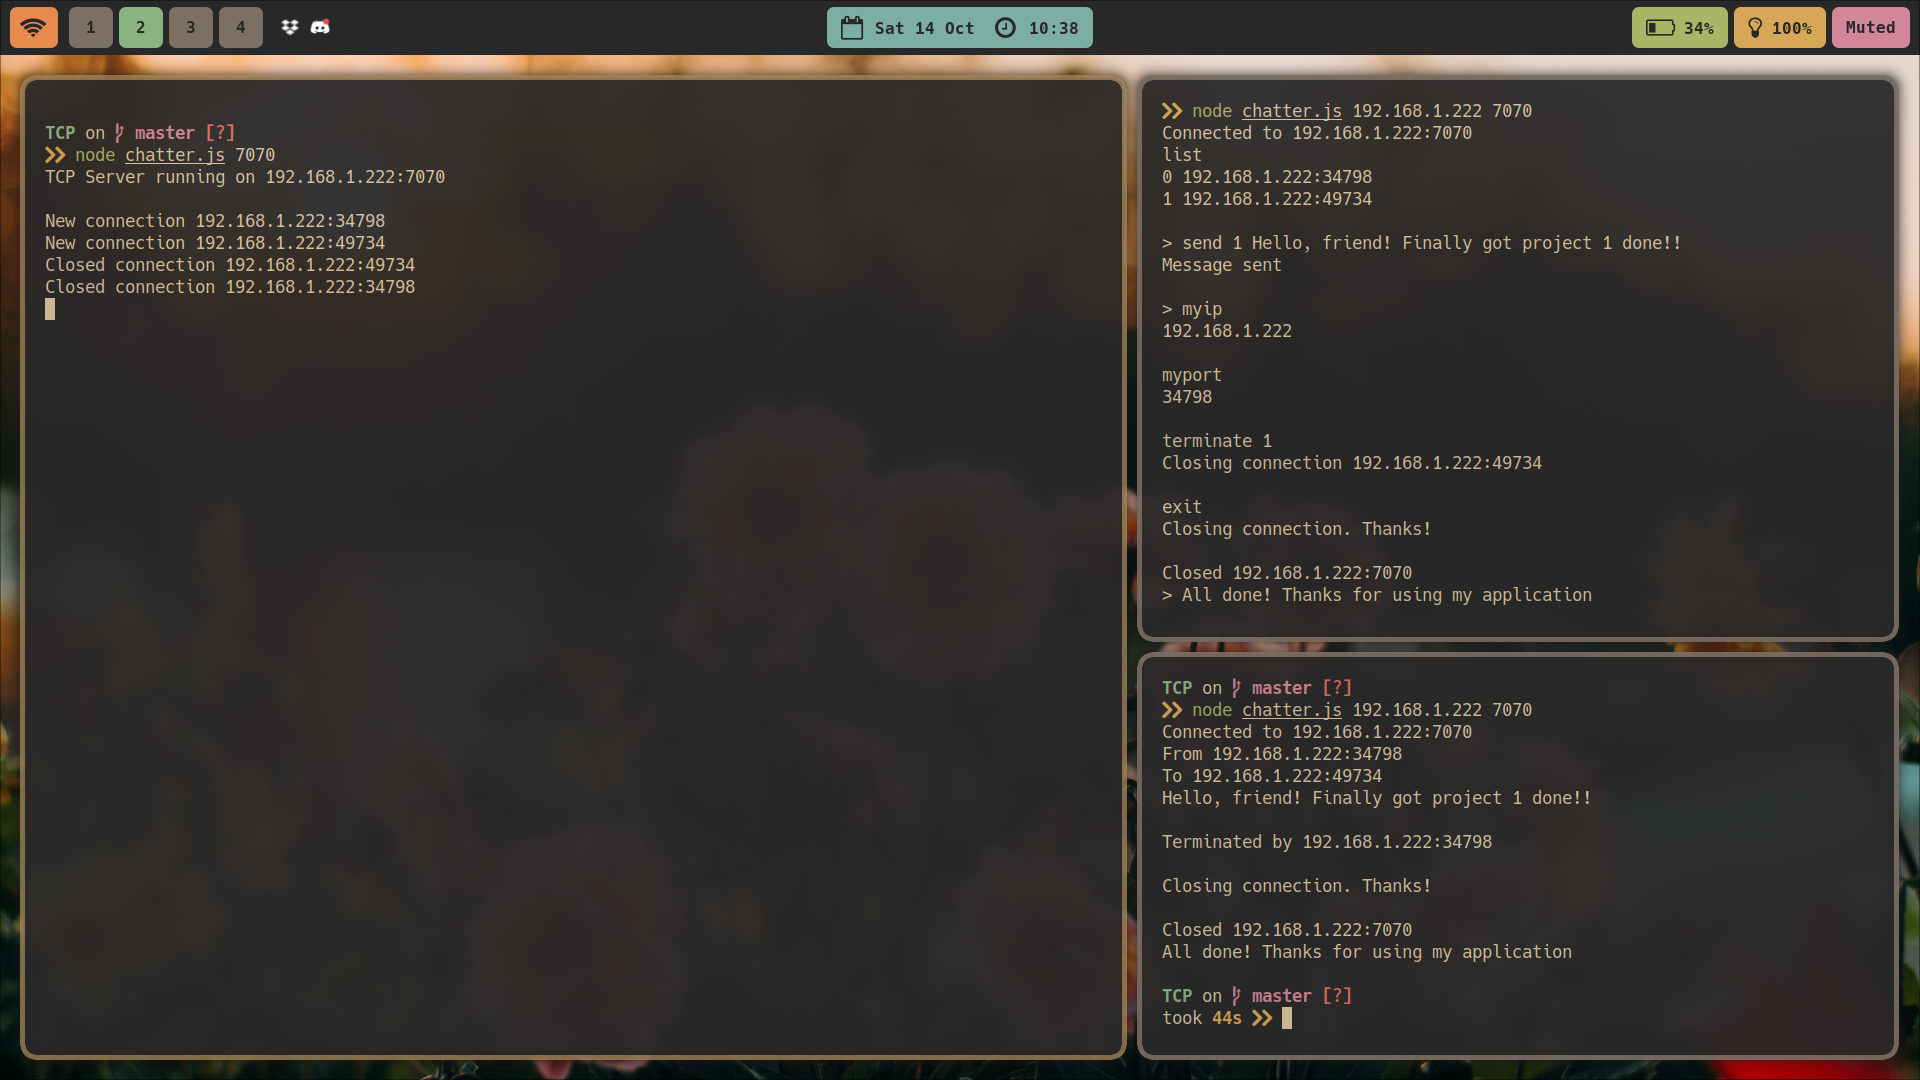 1 2 3 4
Sat 14 Oct 10:38
34% 100% Muted
TCP on master [?]
node chatter.js 7070
TCP Server running on 192.168.1.222:7070
New connection 192.168.1.222:34798
New connection 192.168.1.222:49734
Closed connection 192.168.1.222:49734
Closed connection 192.168.1.222:34798
node chatter.js 192.168.1.222 7070
Connected to 192.168.1.222:7070
list
0 192.168.1.222:34798
1 192.168.1.222:49734
> send 1 Hello, friend! Finally got project 1 done!!
Message sent
> myip
192.168.1.222
myport
34798
terminate 1
Closing connection 192.168.1.222:49734
exit
Closing connection. Thanks!
Closed 192.168.1.222:7070
> All done! Thanks for using my application
TCP on master [?]
node chatter.js 192.168.1.222 7070
Connected to 192.168.1.222:7070
From 192.168.1.222:34798
To 192.168.1.222:49734
Hello, friend! Finally got project 1 done!!
Terminated by 192.168.1.222:34798
Closing connection. Thanks!
Closed 192.168.1.222:7070
All done! Thanks for using my application
TCP on master [?]
took 44s